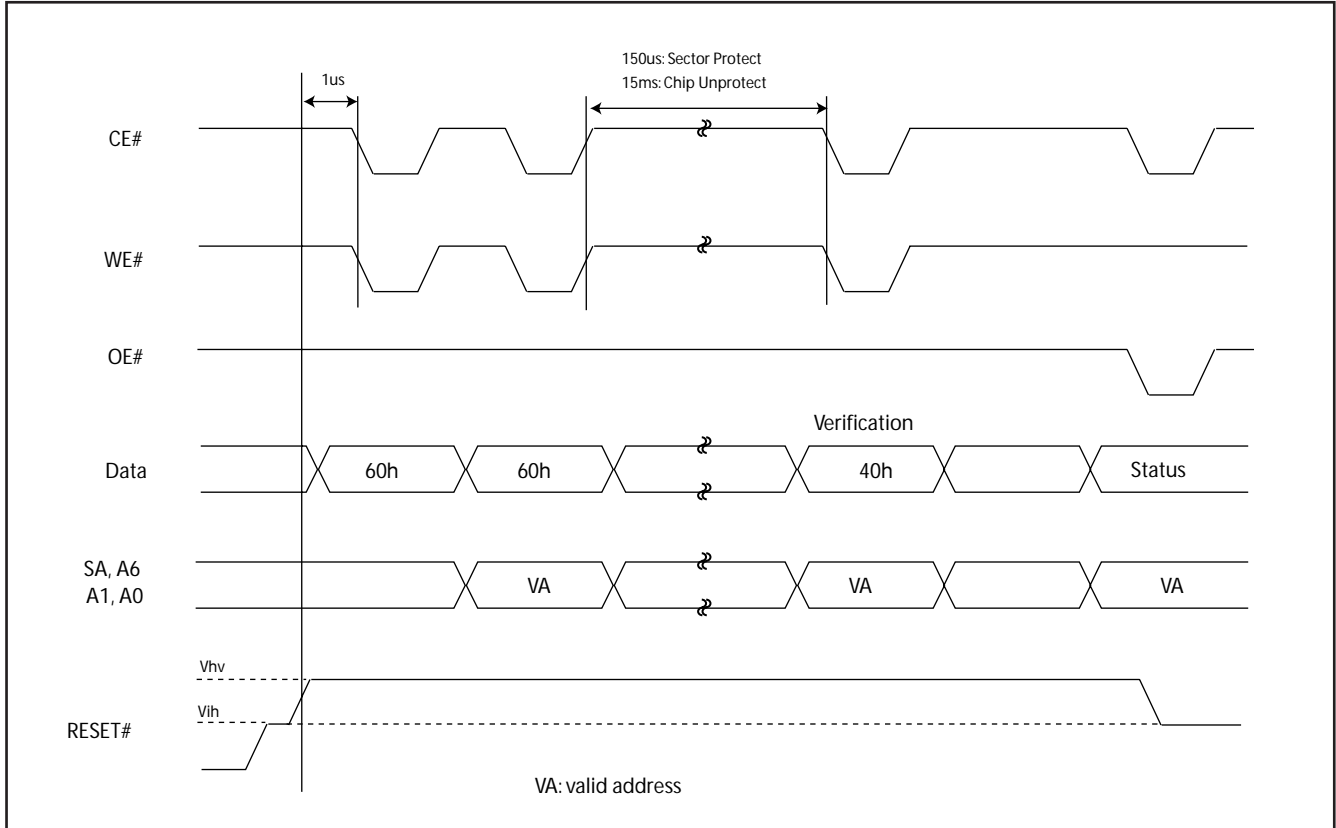 150us: Sector Protect
15ms: Chip Unprotect
1us
CE#
WE#
OE#
Verification
Data
60h
60h
40h
Status
SA, A6
A1, A0
VA
VA
VA
Vhv
Vih
RESET#
VA: valid address